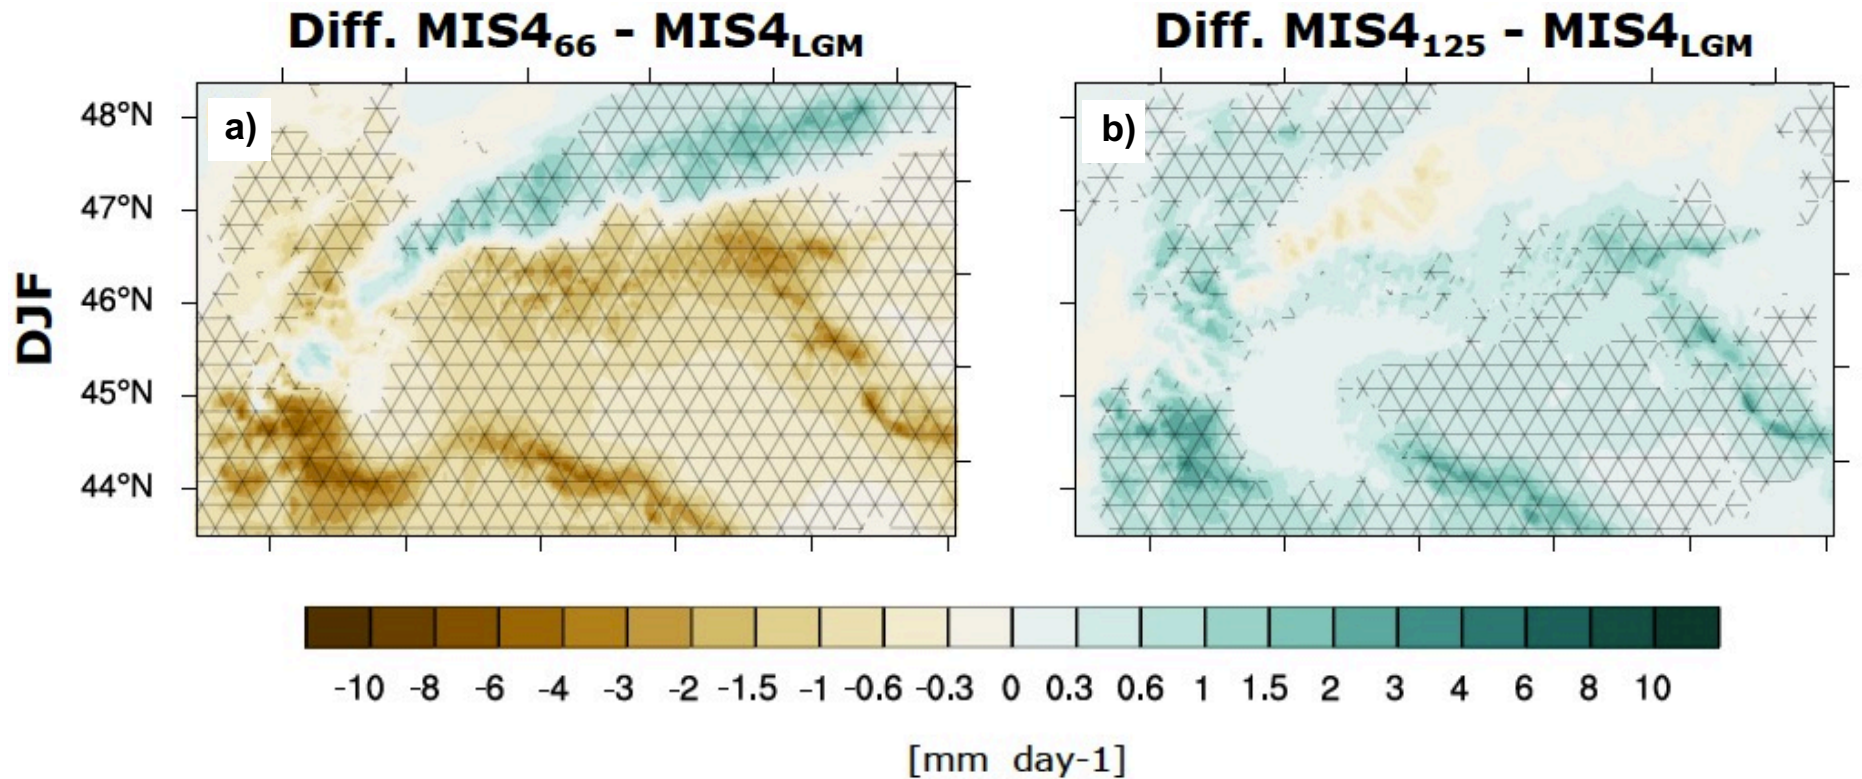 Diff. MIS4₆₆ - MIS4LGM
Diff. MIS4₁₂₅ - MIS4LGM
a)
b)
48°N
47°N
46°N
45°N
44°N
DJF
-10 -8 -6 -4 -3 -2 -1.5 -1 -0.6 -0.3 0 0.3 0.6 1 1.5 2 3 4 6 8 10
[mm day-1]